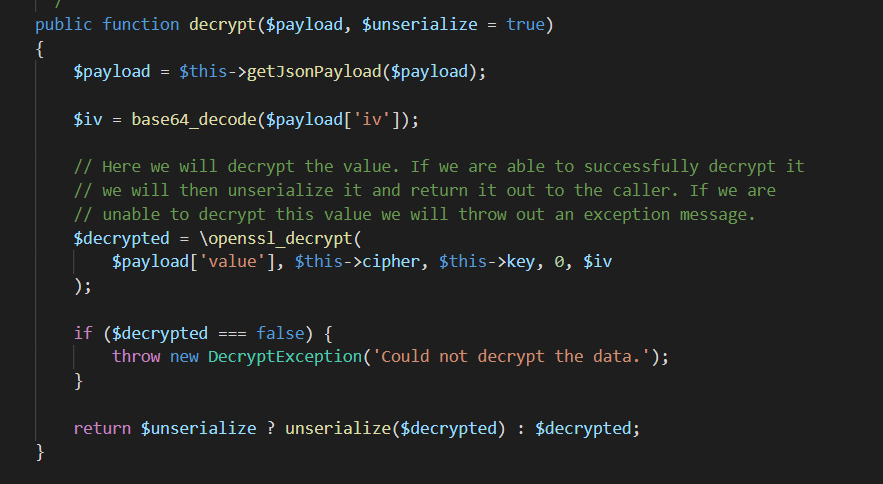 /
public function decrypt($payload, $unserialize = true)
{
$payload = $this->getJsonPayload($payload);
$iv = base64_decode($payload['iv']);
// Here we will decrypt the value. If we are able to successfully decrypt it
// we will then unserialize it and return it out to the caller. If we are
// unable to decrypt this value we will throw out an exception message.
$decrypted = \openssl_decrypt(
$payload['value'], $this->cipher, $this->key, 0, $iv
);
if ($decrypted === false) {
throw new DecryptException('Could not decrypt the data.');
}
return $unserialize ? unserialize($decrypted) : $decrypted;
}